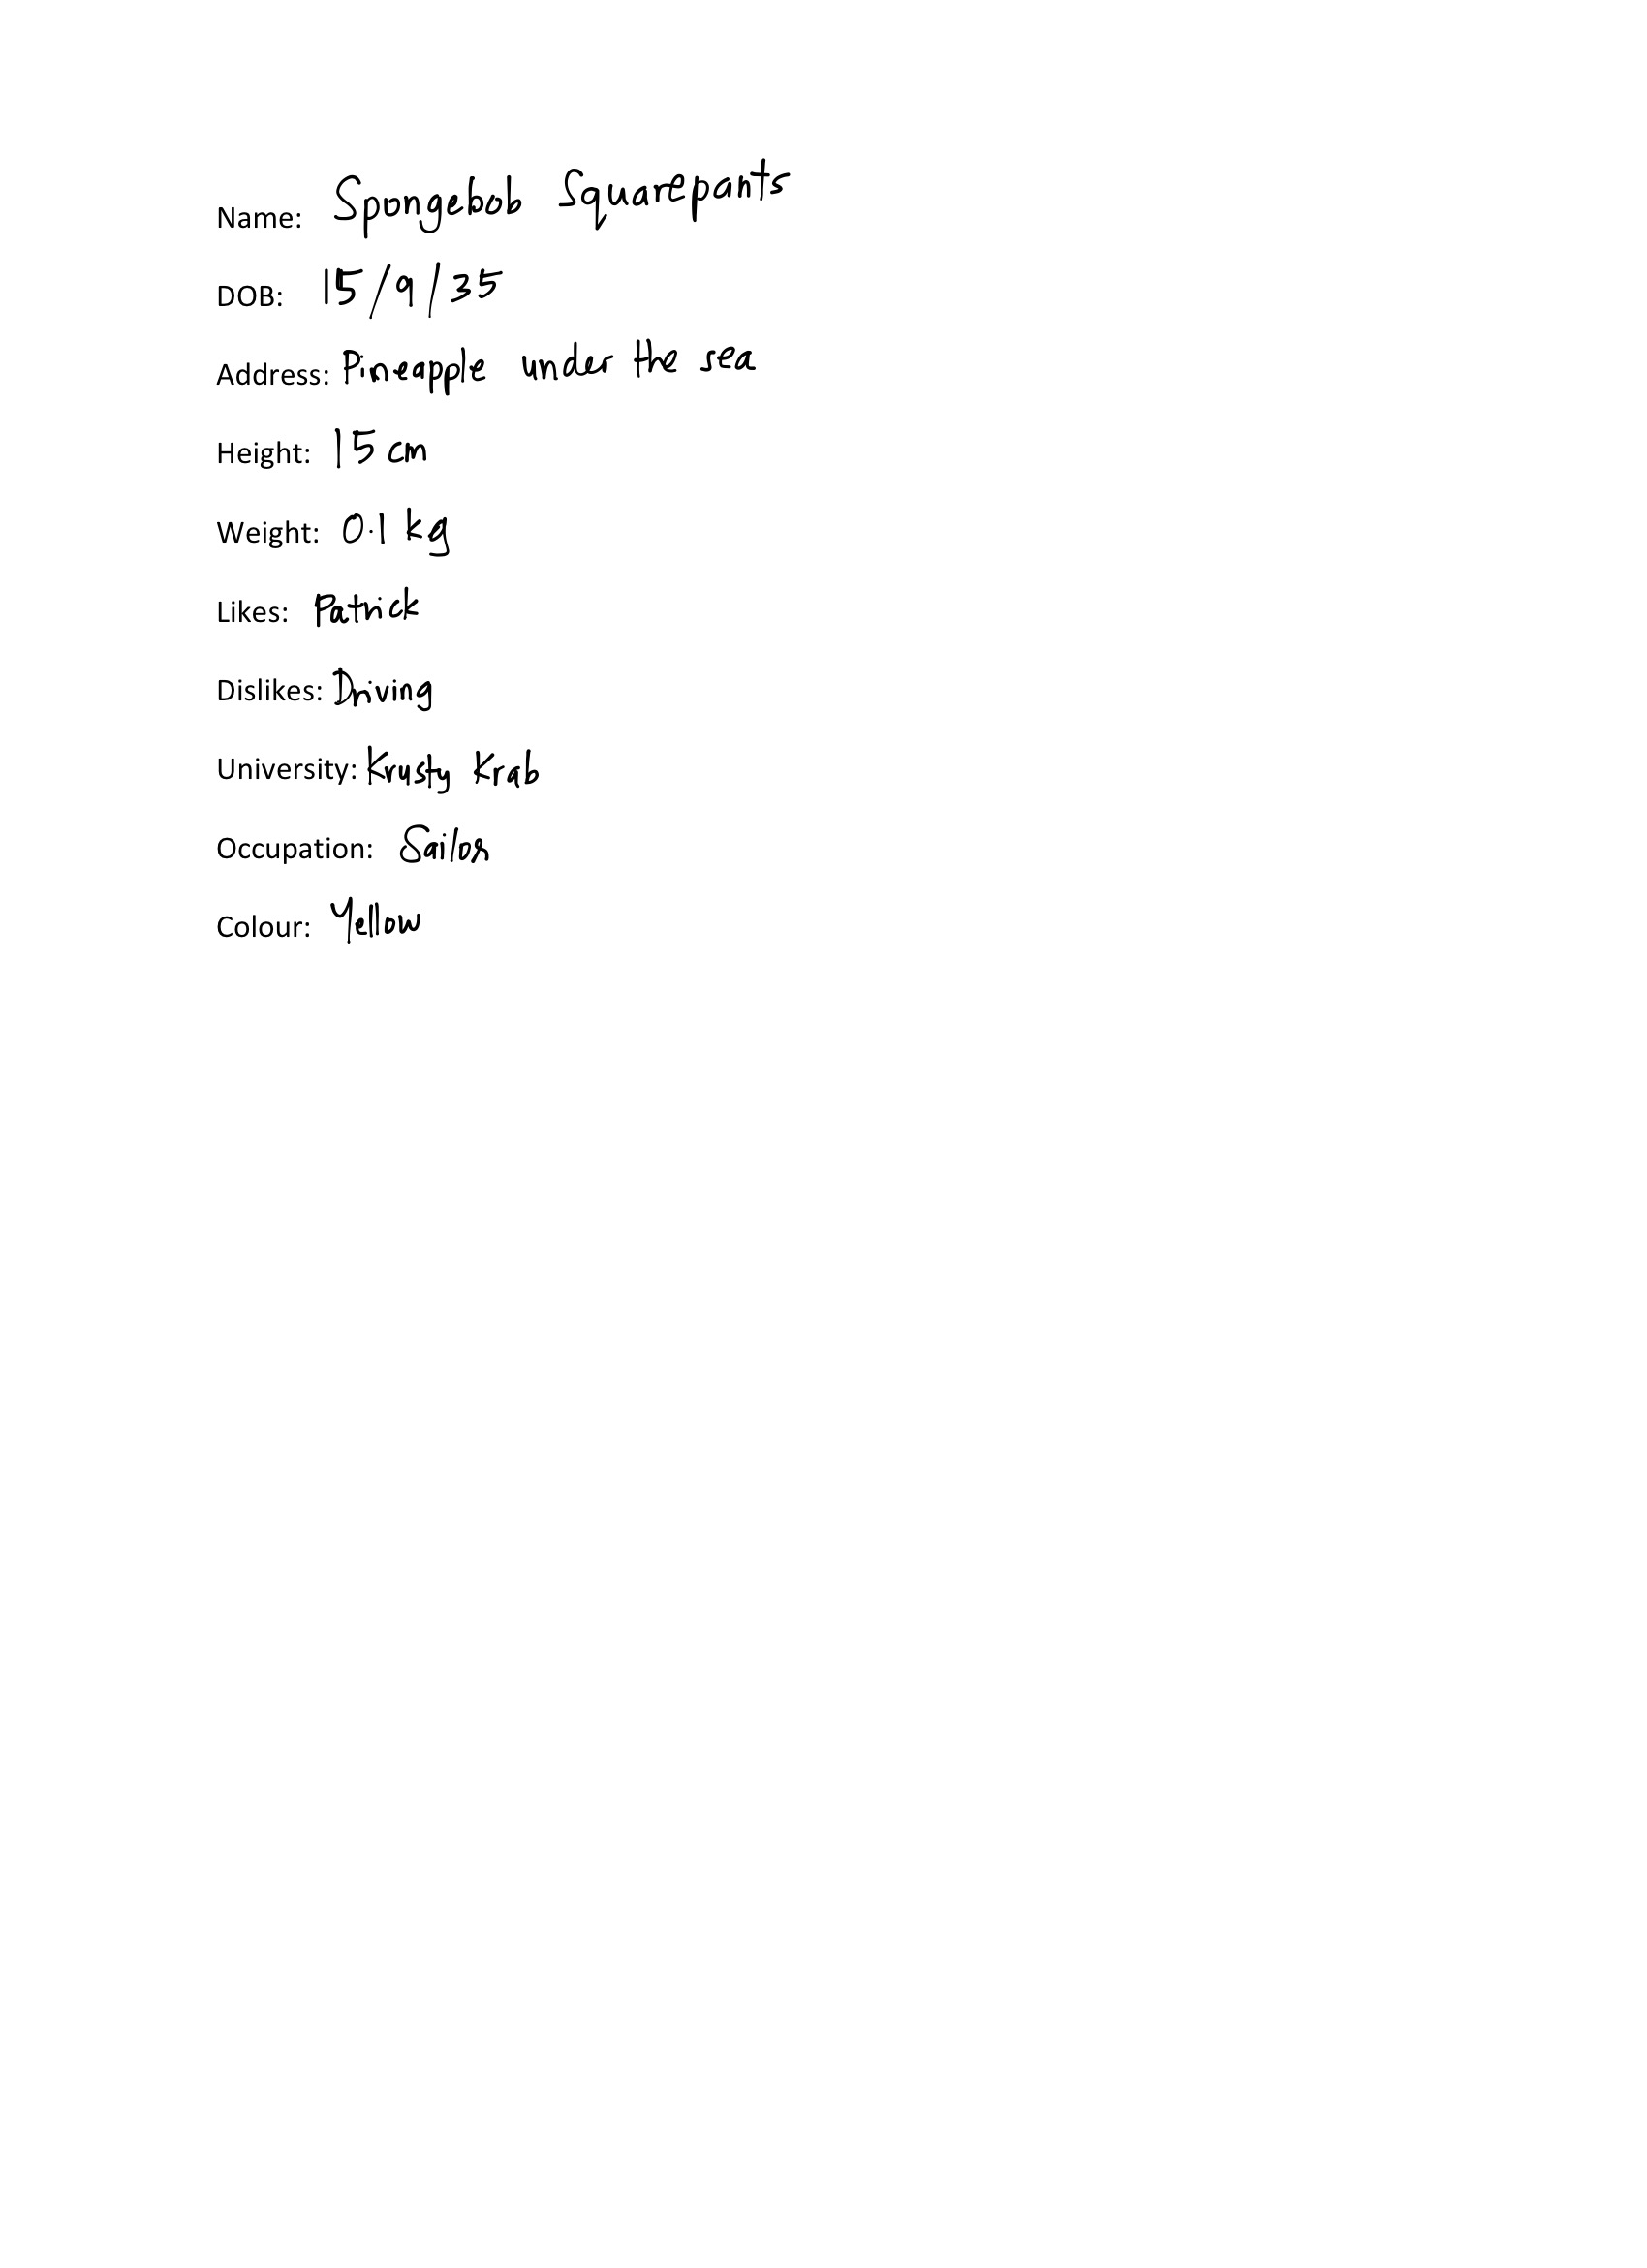 Name: Spongebob Squarepants
DOB: 15/9/35
Address: Pineapple under the sea
Height: 15 cm
Weight: 0.1 kg
Likes: Patrick
Dislikes: Driving
University: Krusty Krab
Occupation: Sailor
Colour: Yellow